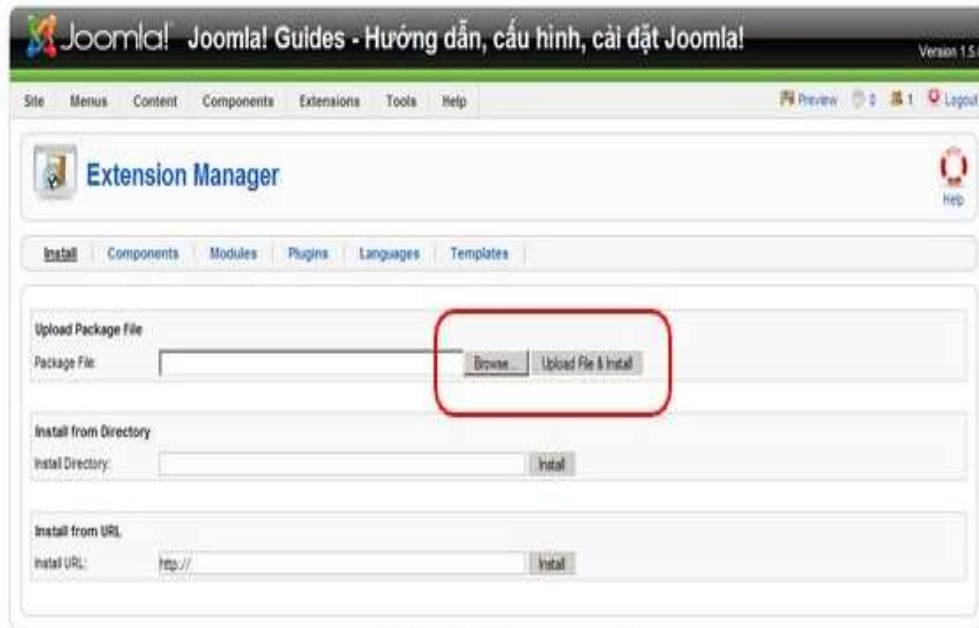 Joomla! Joomla! Guides - Hướng dẫn, cấu hình, cài đặt Joomla!
Version 1.5
Site Menus Content Components Extensions Tools Help Preview 0 1 Logout
Extension Manager
Help
Install Components Modules Plugins Languages Templates
Upload Package File
Package File: Browse... Upload File & Install
Install from Directory
Install Directory: Install
Install from URL
Install URL: http:// Install